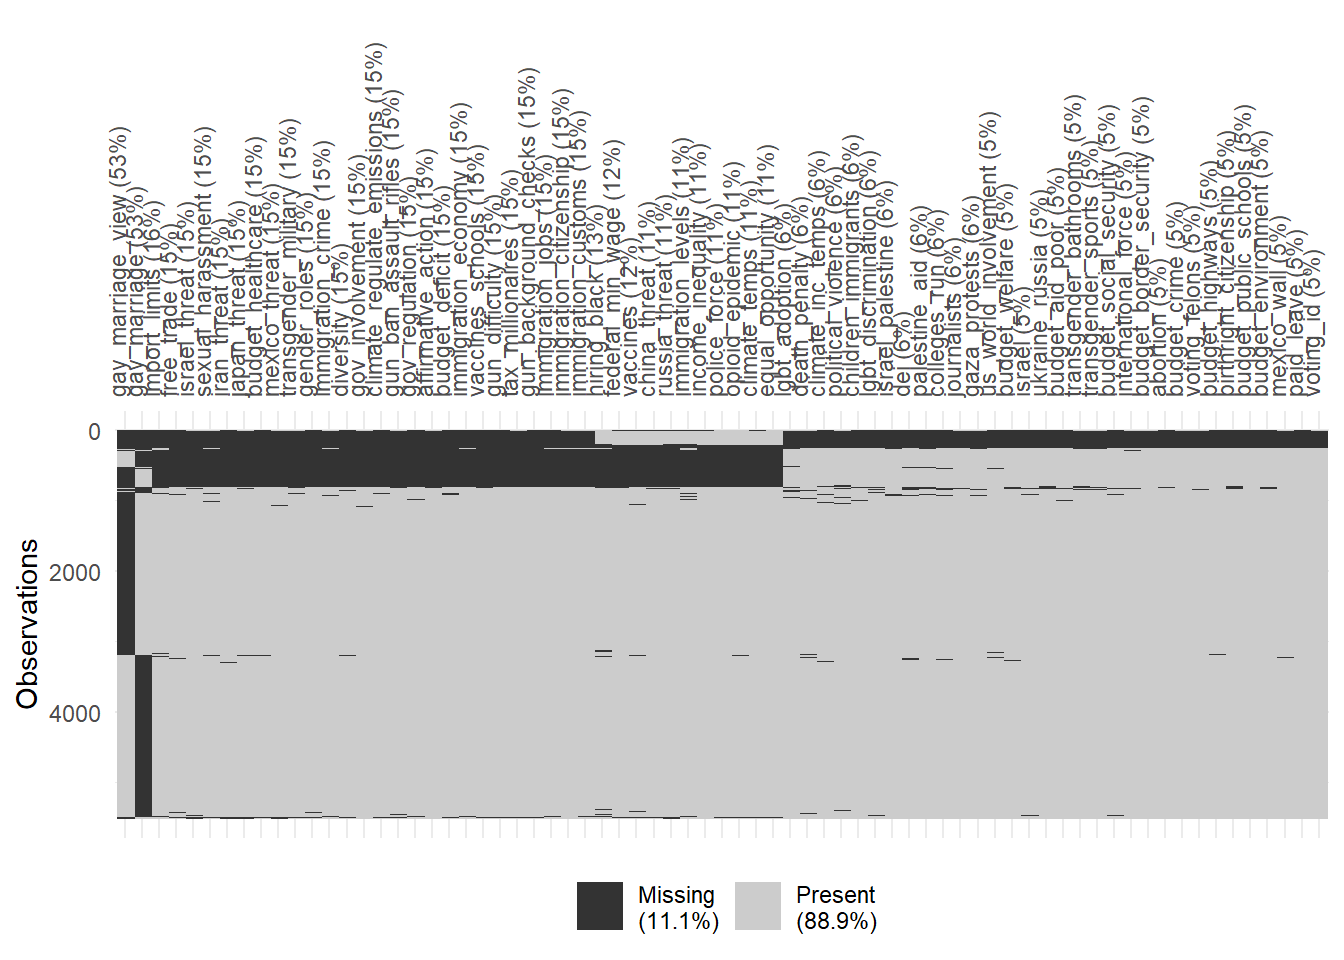 gay_marriage_view (53%)
gay_marriage (53%)
import_limits (16%)
free_trade (15%)
israel_threat (15%)
sexual_harassment (15%)
iran_threat (15%)
japan_threat (15%)
budget_healthcare (15%)
mexico_threat (15%)
transgender_military (15%)
gender_roles (15%)
immigration_crime (15%)
diversity (15%)
gov_involvement (15%)
climate_regulate_emissions (15%)
gun_ban_assault_rifles (15%)
gov_regulation (15%)
affirmative_action (15%)
budget_deficit (15%)
immigration_economy (15%)
vaccines_schools (15%)
gun_difficulty (15%)
tax_millionaires (15%)
gun_background_checks (15%)
immigration_jobs (15%)
immigration_citizenship (15%)
immigration_customs (15%)
hiring_black (13%)
federal_min_wage (12%)
vaccines (12%)
china_threat (11%)
russia_threat (11%)
immigration_levels (11%)
income_inequality (11%)
police_force (11%)
opioid_epidemic (11%)
climate_temps (11%)
equal_opportunity (11%)
lgbt_adoption (6%)
death_penalty (6%)
climate_inc_temps (6%)
political_violence (6%)
children_immigrants (6%)
lgbt_discrimination (6%)
israel_palestine (6%)
dei (6%)
palestine_aid (6%)
colleges_run (6%)
journalists (6%)
gaza_protests (6%)
us_world_involvement (5%)
budget_welfare (5%)
israel (5%)
ukraine_russia (5%)
budget_aid_poor (5%)
transgender_bathrooms (5%)
transgender_sports (5%)
budget_social_security (5%)
international_force (5%)
budget_border_security (5%)
abortion (5%)
budget_crime (5%)
voting_felons (5%)
budget_highways (5%)
birthright_citizenship (5%)
budget_public_schools (5%)
budget_environment (5%)
mexico_wall (5%)
paid_leave (5%)
voting_id (5%)
0
2000
4000
Observations
Missing
(11.1%)
Present
(88.9%)